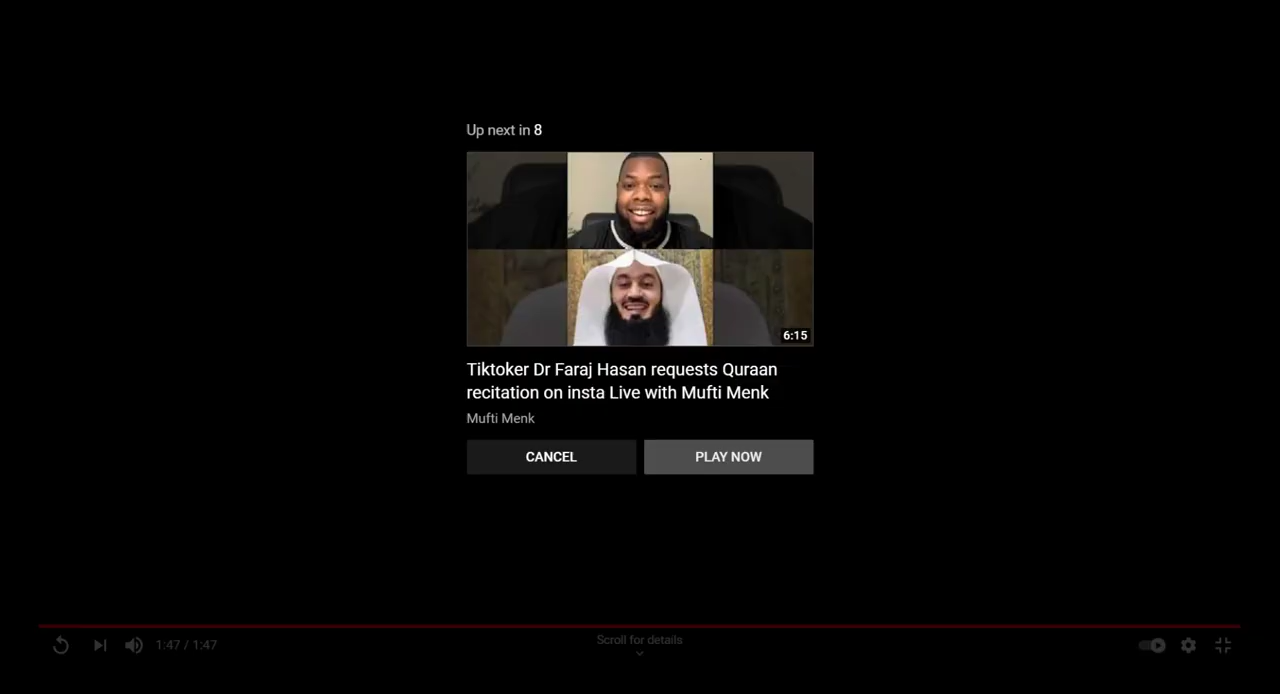 Up next in 8
6:15
Tiktoker Dr Faraj Hasan requests Quraan
recitation on insta Live with Mufti Menk
Mufti Menk
CANCEL
PLAY NOW
Scroll for details
1:47 / 1:47